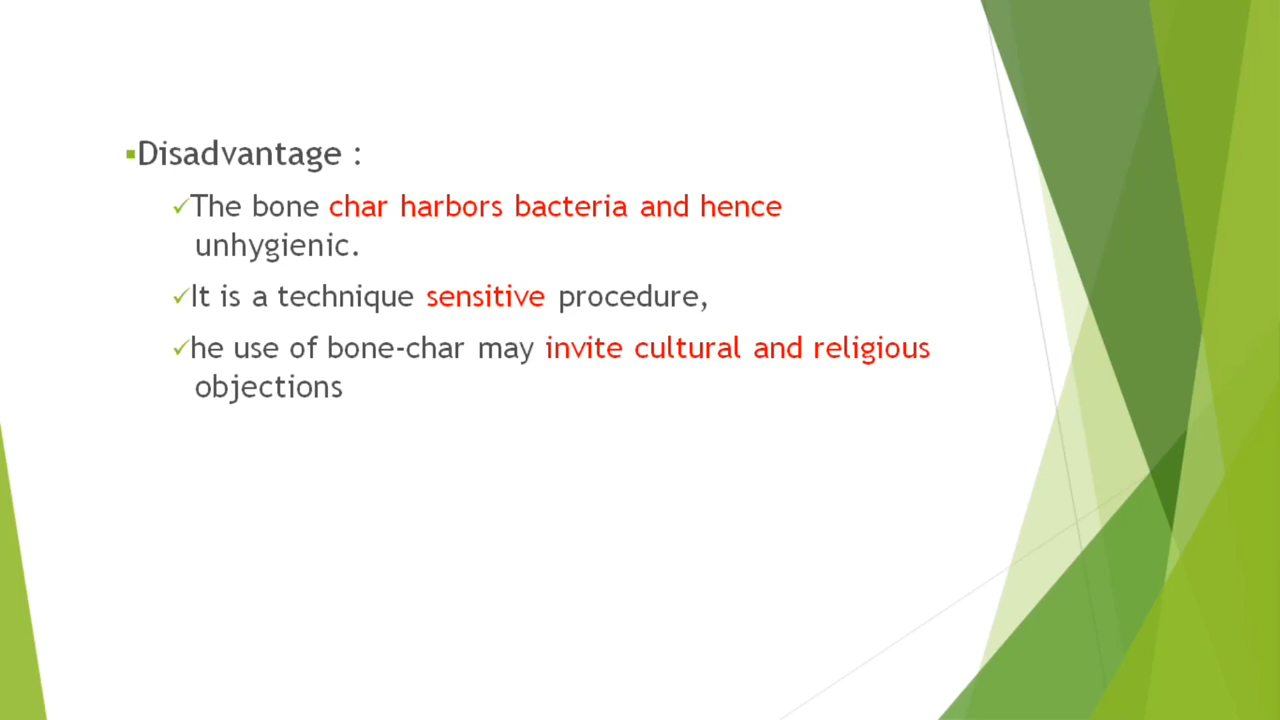 ▪Disadvantage :
✓The bone char harbors bacteria and hence
unhygienic.
✓It is a technique sensitive procedure,
✓he use of bone-char may invite cultural and religious
objections